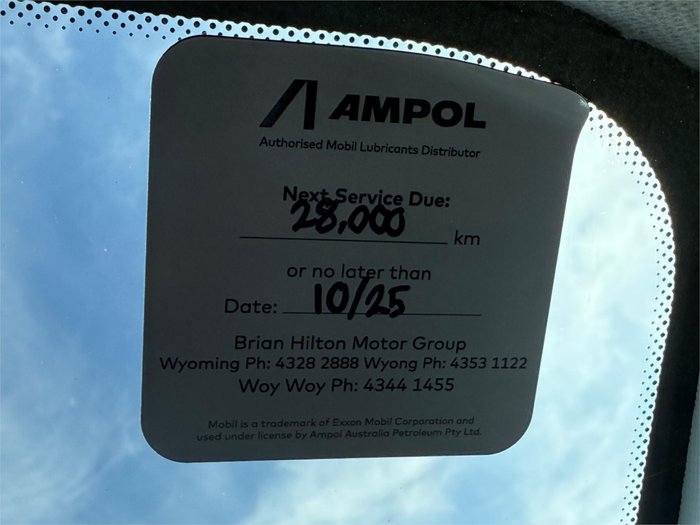 AMPOL
Authorised Mobil Lubricants Distributor
Next Service Due:
28,000 km
or no later than
Date: 10/25
Brian Hilton Motor Group
Wyoming Ph: 4328 2888 Wyong Ph: 4353 1122
Woy Woy Ph: 4344 1455
Mobil is a trademark of Exxon Mobil Corporation and
used under license by Ampol Australia Petroleum Pty Ltd.